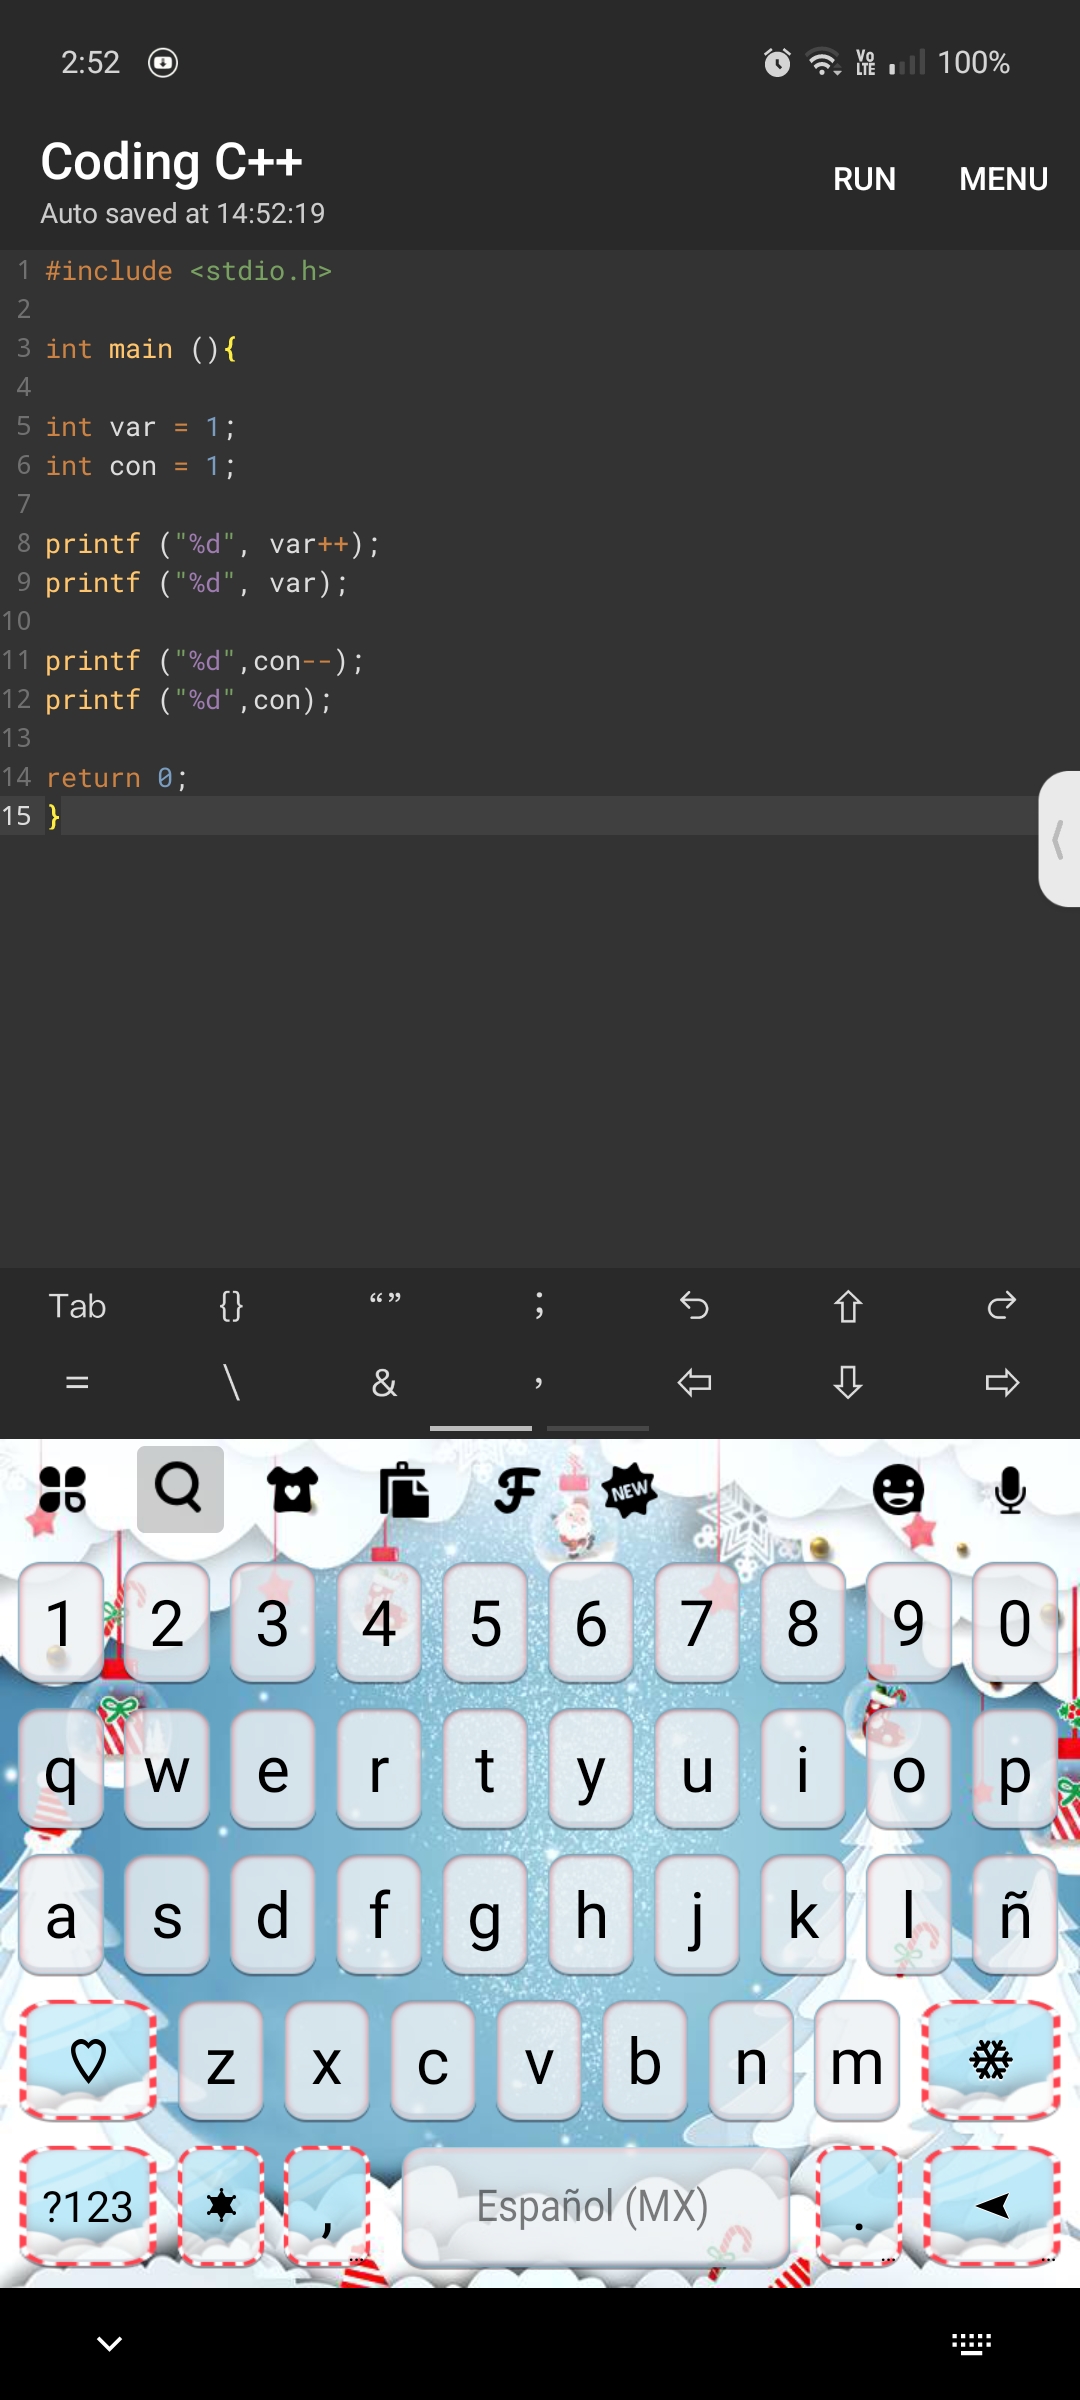 2:52 Vo LTE 100%
Coding C++
RUN MENU
Auto saved at 14:52:19
1 #include <stdio.h>
2
3 int main (){
4
5 int var = 1;
6 int con = 1;
7
8 printf ("%d", var++);
9 printf ("%d", var);
10
11 printf ("%d",con--);
12 printf ("%d",con);
13
14 return 0;
15 }
Tab {} “” ;
= \ & ,
F NEW
1 2 3 4 5 6 7 8 9 0
q w e r t y u i o p
a s d f g h j k l ñ
z x c v b n m
?123 , Español (MX) .